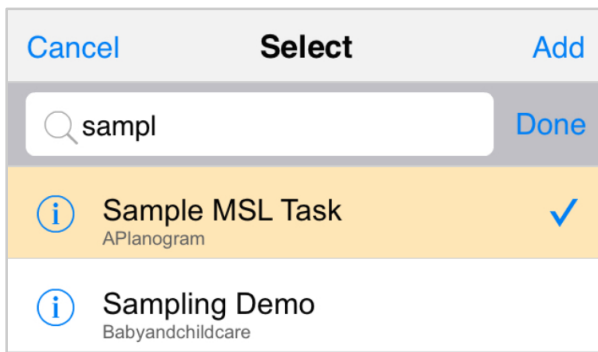 Cancel Select Add
sampl Done
Sample MSL Task
APlanogram
Sampling Demo
Babyandchildcare